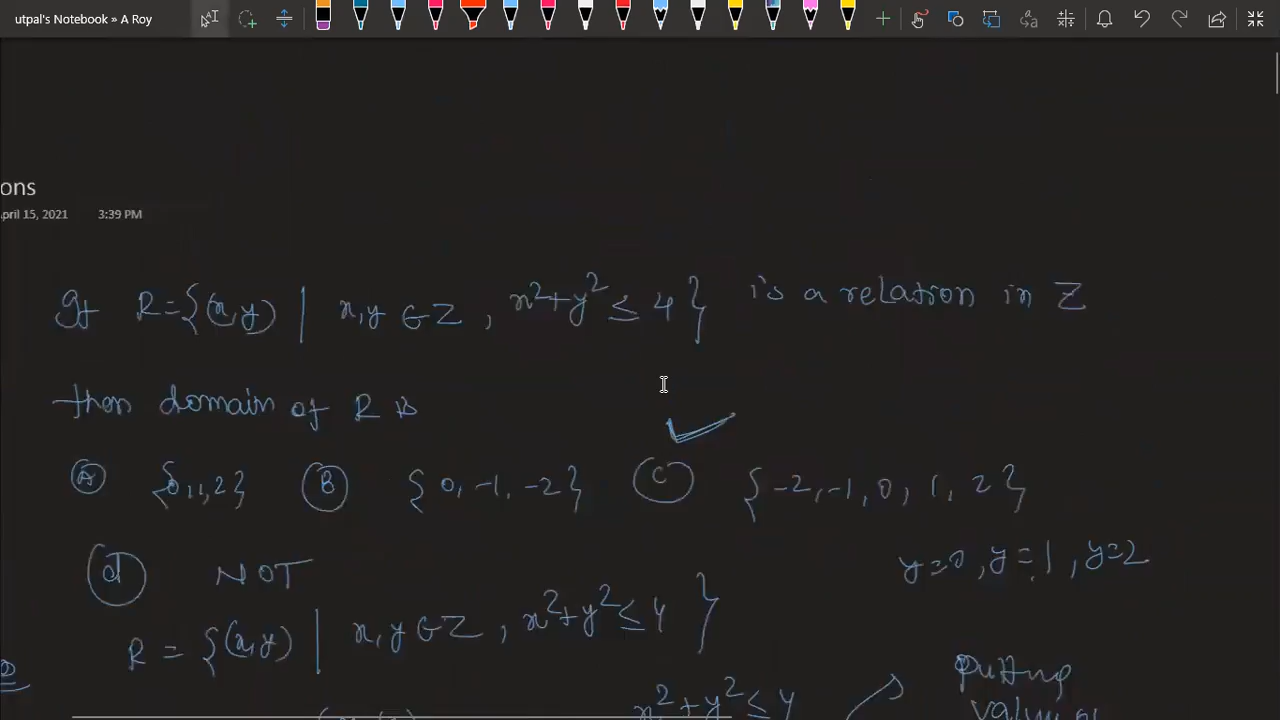 utpal's Notebook » A Roy
ons
pril 15, 2021 3:39 PM
If R={(x,y) | x,y ∈ Z, x²+y² ≤ 4} is a relation in Z
then domain of R is
(A) {0,1,2} (B) {0,-1,-2} (C) {-2,-1,0,1,2}
(d) NOT
y=0, y=1, y=2
R = {(x,y) | x,y ∈ Z, x²+y² ≤ 4}
putting
x²+y² ≤ 4